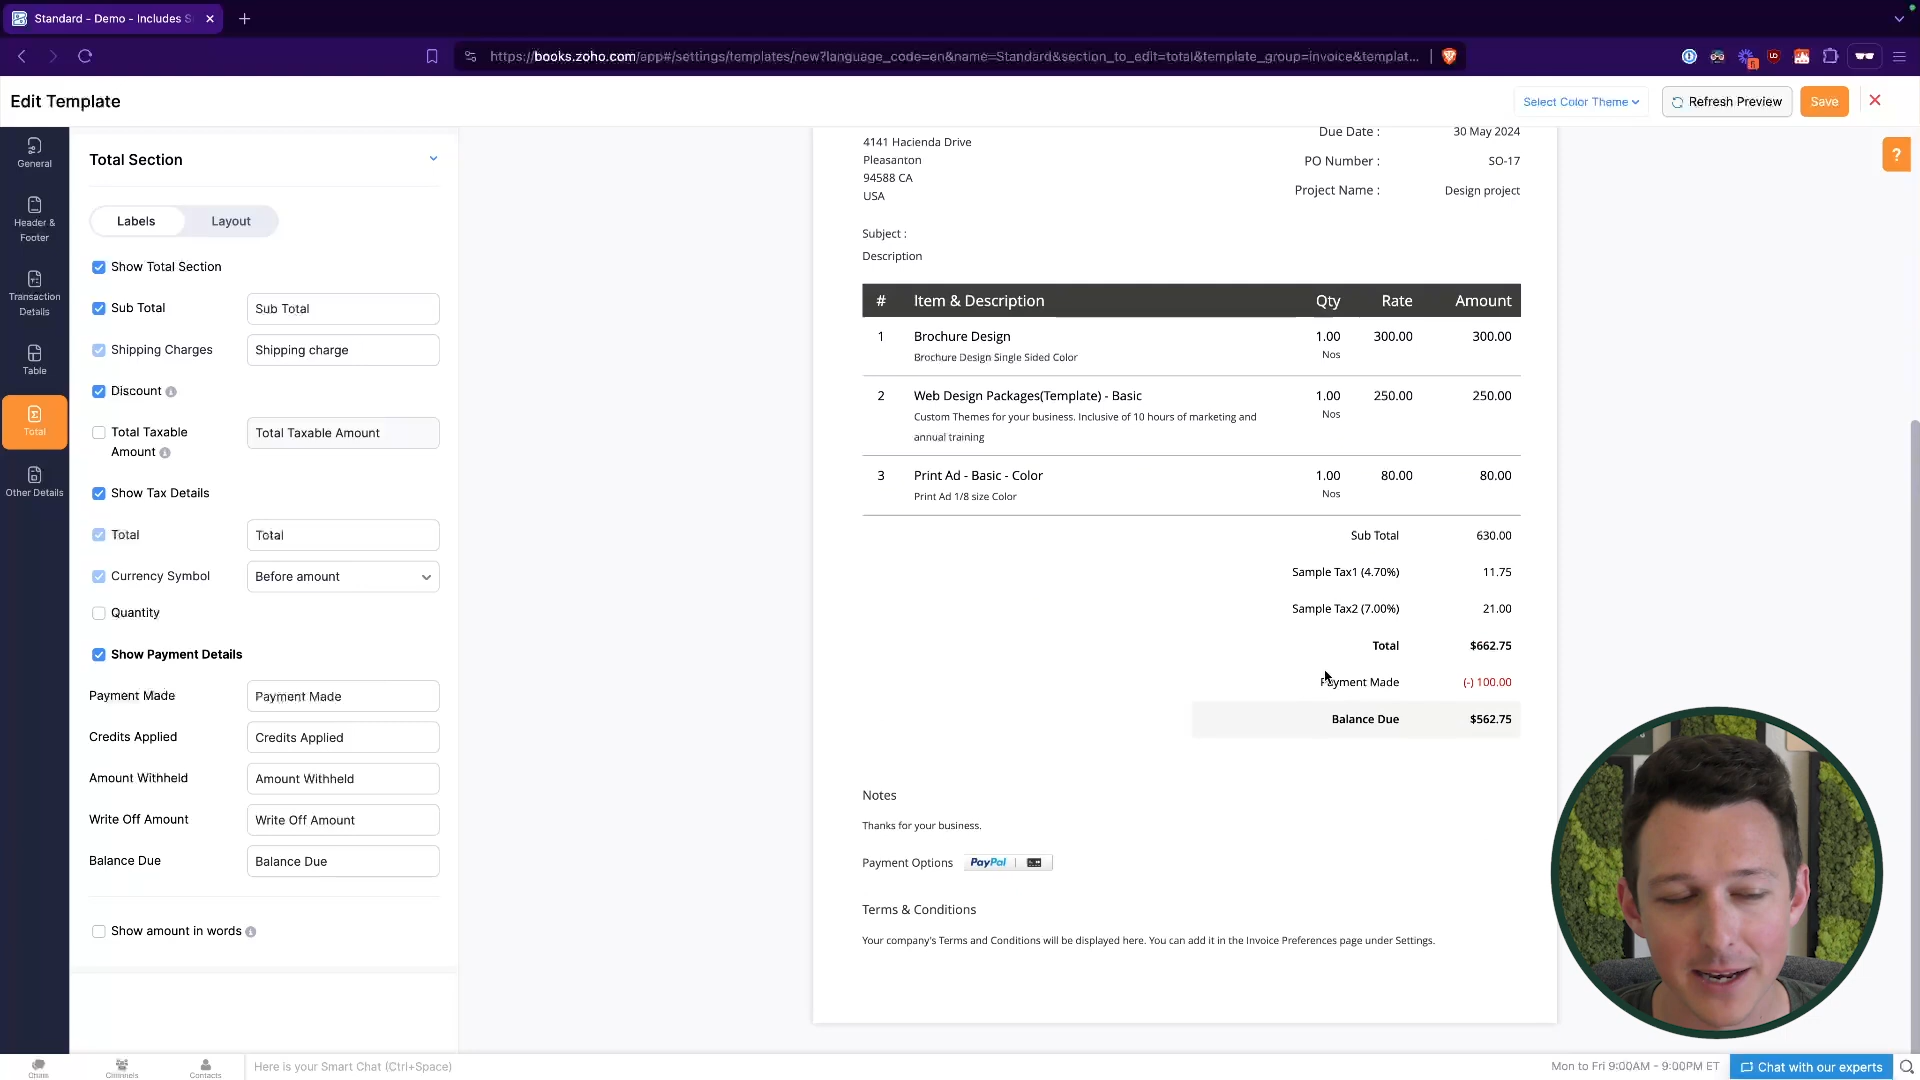 Standard - Demo - Includes S
https://books.zoho.com/app#/settings/templates/new?language_code=en&name=Standard&section_to_edit=total&template_group=invoice&templat...
Edit Template
Select Color Theme
Refresh Preview
Save
General
Header &
Footer
Transaction
Details
Table
Total
Other Details
Total Section
Labels
Layout
Show Total Section
Sub Total
Sub Total
Shipping Charges
Shipping charge
Discount
Total Taxable
Amount
Total Taxable Amount
Show Tax Details
Total
Total
Currency Symbol
Before amount
Quantity
Show Payment Details
Payment Made
Payment Made
Credits Applied
Credits Applied
Amount Withheld
Amount Withheld
Write Off Amount
Write Off Amount
Balance Due
Balance Due
Show amount in words
4141 Hacienda Drive
Pleasanton
94588 CA
USA
Due Date : 30 May 2024
PO Number : SO-17
Project Name : Design project
Subject :
Description
# Item & Description Qty Rate Amount
1 Brochure Design 1.00 300.00 300.00
Brochure Design Single Sided Color Nos
2 Web Design Packages(Template) - Basic 1.00 250.00 250.00
Custom Themes for your business. Inclusive of 10 hours of marketing and Nos
annual training
3 Print Ad - Basic - Color 1.00 80.00 80.00
Print Ad 1/8 size Color Nos
Sub Total 630.00
Sample Tax1 (4.70%) 11.75
Sample Tax2 (7.00%) 21.00
Total $662.75
Payment Made (-) 100.00
Balance Due $562.75
Notes
Thanks for your business.
Payment Options PayPal
Terms & Conditions
Your company's Terms and Conditions will be displayed here. You can add it in the Invoice Preferences page under Settings.
?
Chats
Channels
Contacts
Here is your Smart Chat (Ctrl+Space)
Mon to Fri 9:00AM - 9:00PM ET
Chat with our experts